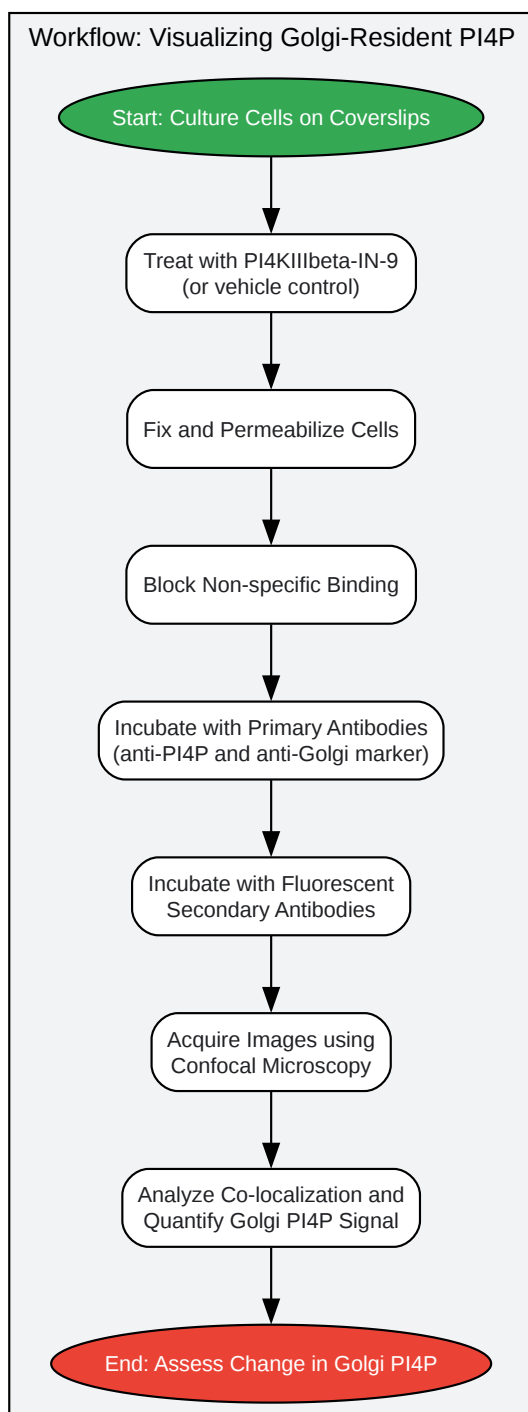 Workflow: Visualizing Golgi-Resident PI4P
Start: Culture Cells on Coverslips
Treat with PI4KIIIbeta-IN-9
(or vehicle control)
Fix and Permeabilize Cells
Block Non-specific Binding
Incubate with Primary Antibodies
(anti-PI4P and anti-Golgi marker)
Incubate with Fluorescent
Secondary Antibodies
Acquire Images using
Confocal Microscopy
Analyze Co-localization and
Quantify Golgi PI4P Signal
End: Assess Change in Golgi PI4P